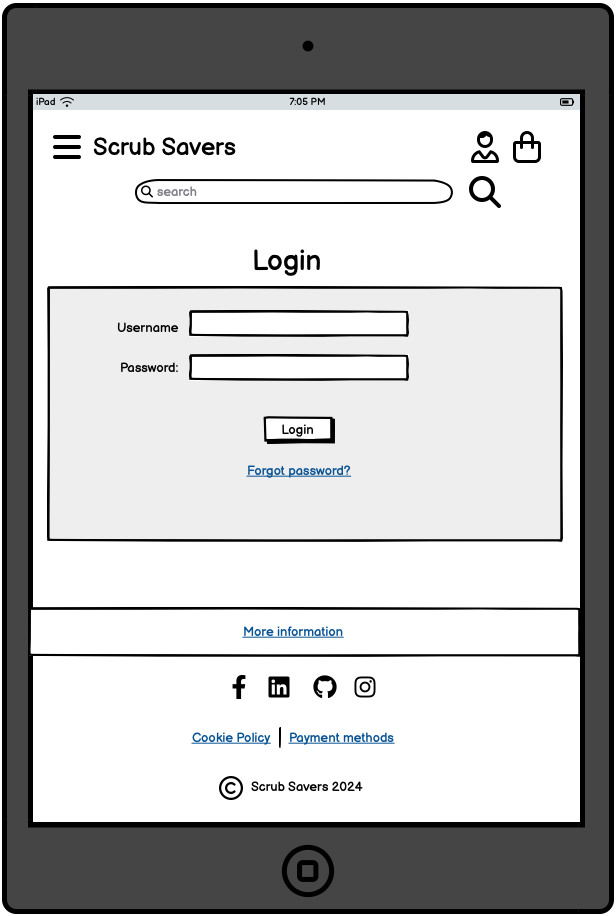 iPad 7:05 PM
Scrub Savers
search
Login
Username
Password:
Login
Forgot password?
More information
Cookie Policy | Payment methods
© Scrub Savers 2024